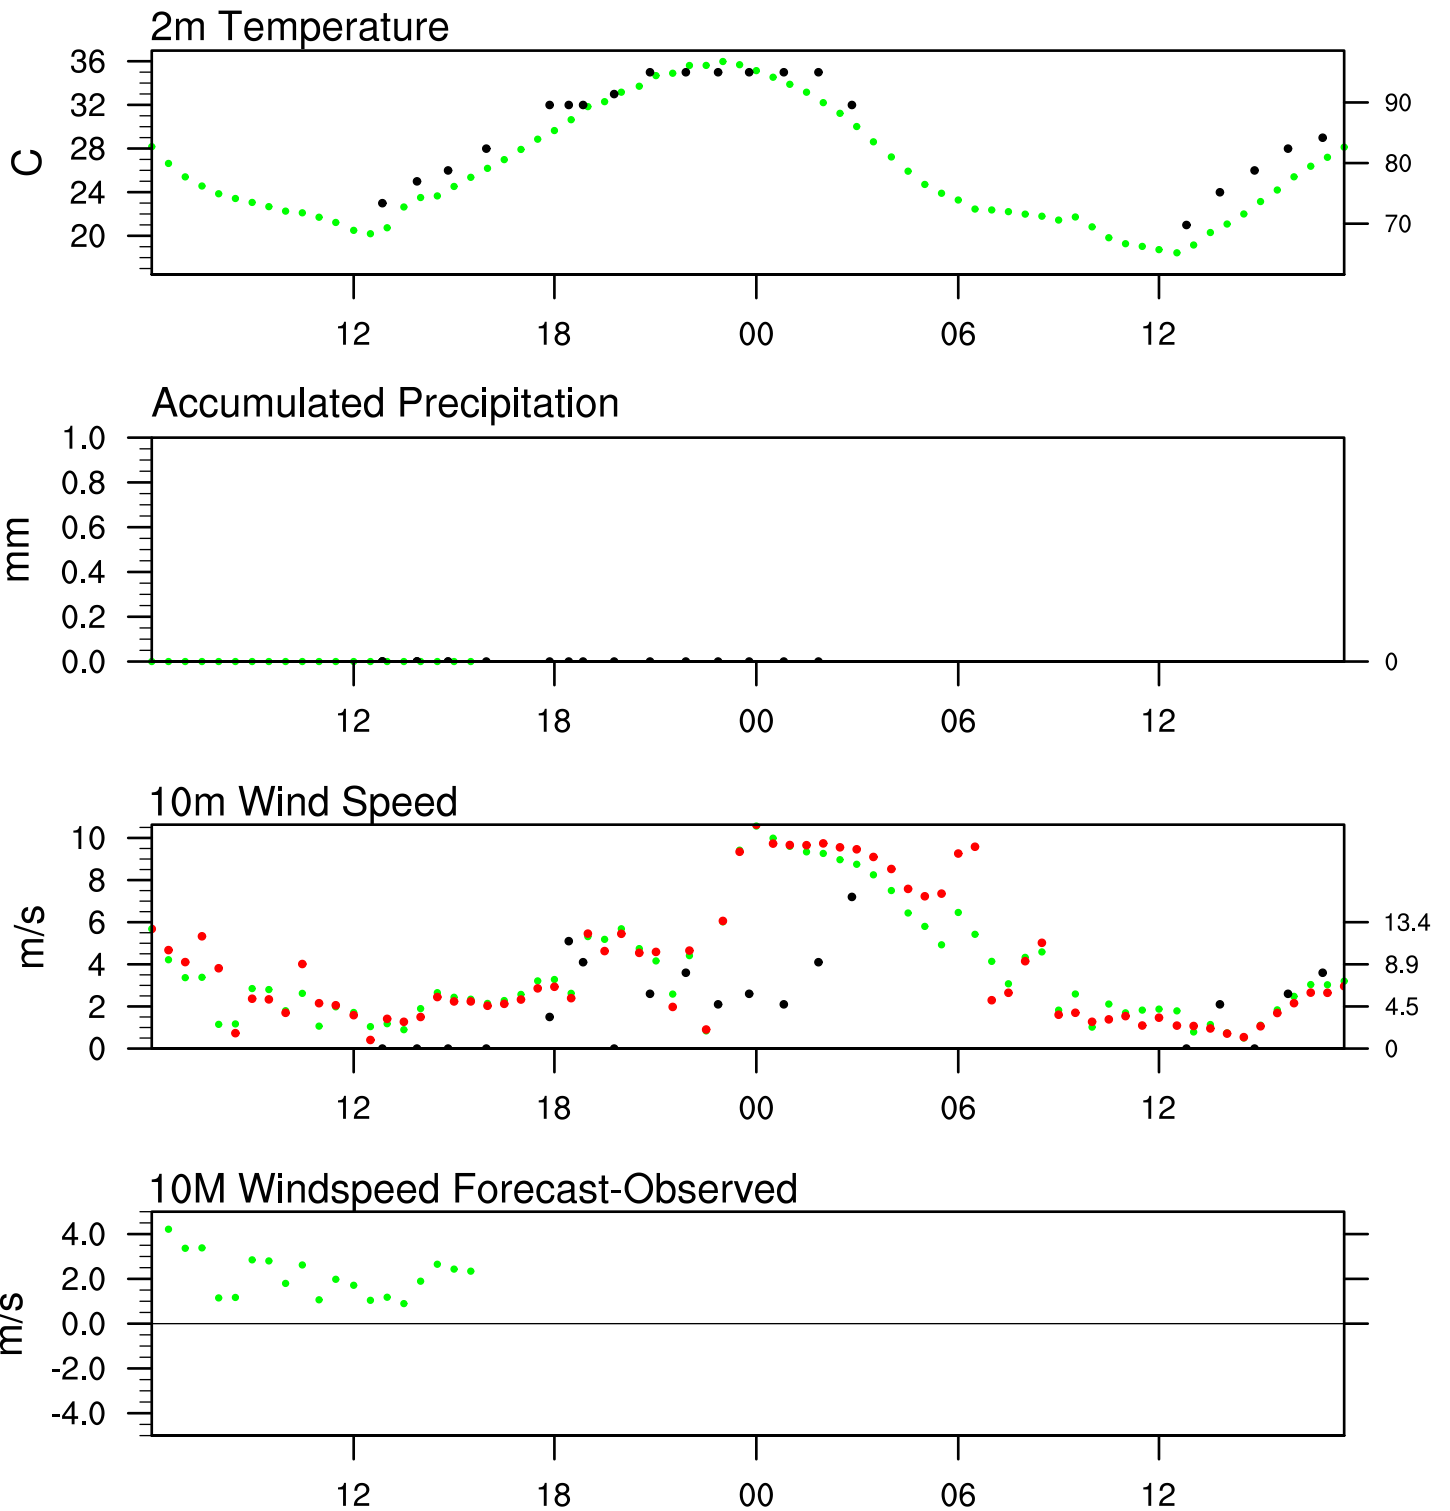 2m Temperature
36
32
28
24
20
C
90
80
70
12 18 00 06 12
Accumulated Precipitation
1.0
0.8
0.6
0.4
0.2
0.0
mm
0
12 18 00 06 12
10m Wind Speed
10
8
6
4
2
0
m/s
13.4
8.9
4.5
0
12 18 00 06 12
10M Windspeed Forecast-Observed
4.0
2.0
0.0
-2.0
-4.0
m/s
12 18 00 06 12